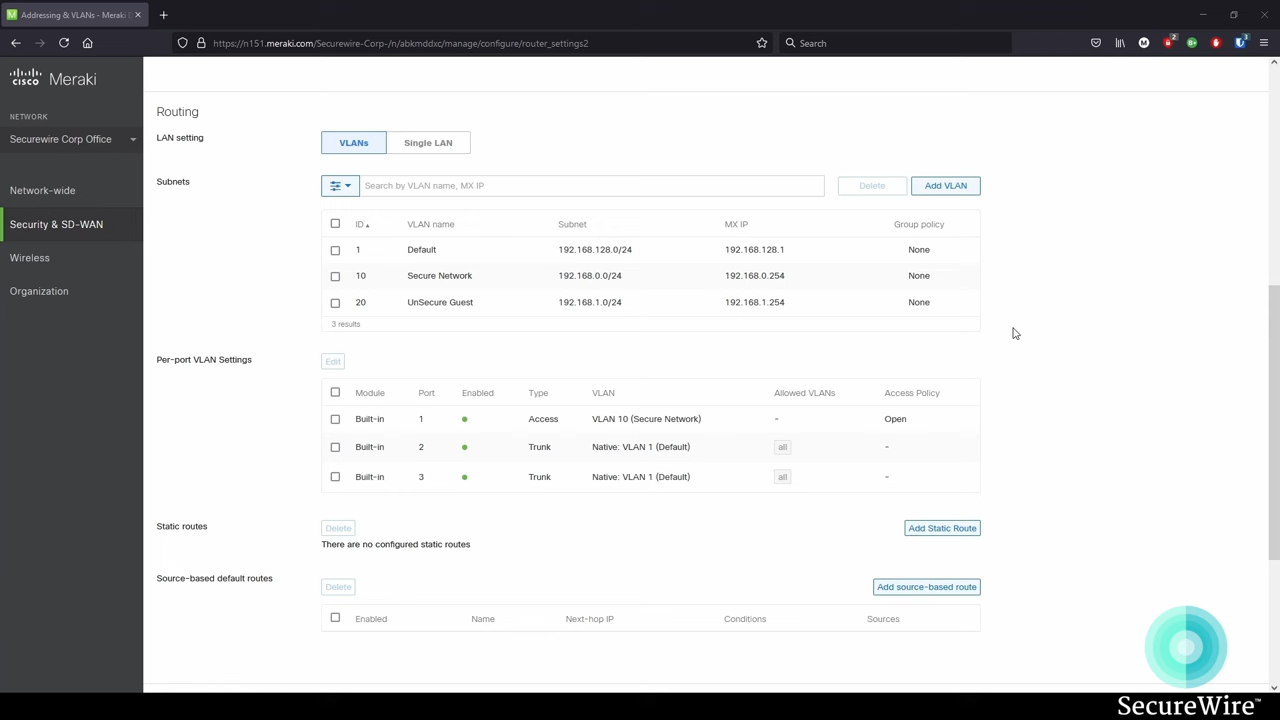 Addressing & VLANs - Meraki D
https://n151.meraki.com/Securewire-Corp-/n/abkmddxc/manage/configure/router_settings2
Search
2
3
CISCO Meraki
NETWORK
Securewire Corp Office
Network-wide
Security & SD-WAN
Wireless
Organization
Routing
LAN setting
VLANs Single LAN
Subnets
Search by VLAN name, MX IP
Delete Add VLAN
ID VLAN name Subnet MX IP Group policy
1 Default 192.168.128.0/24 192.168.128.1 None
10 Secure Network 192.168.0.0/24 192.168.0.254 None
20 UnSecure Guest 192.168.1.0/24 192.168.1.254 None
3 results
Per-port VLAN Settings
Edit
Module Port Enabled Type VLAN Allowed VLANs Access Policy
Built-in 1 Access VLAN 10 (Secure Network) - Open
Built-in 2 Trunk Native: VLAN 1 (Default) all -
Built-in 3 Trunk Native: VLAN 1 (Default) all -
Static routes
Delete Add Static Route
There are no configured static routes
Source-based default routes
Delete Add source-based route
Enabled Name Next-hop IP Conditions Sources
SecureWire™